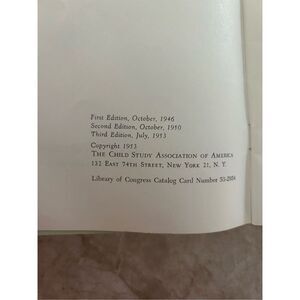 First Edition, October, 1946
Second Edition, October, 1950
Third Edition, July, 1953
Copyright 1953
The Child Study Association of America
132 East 74th Street, New York 21, N. Y.
Library of Congress Catalog Card Number